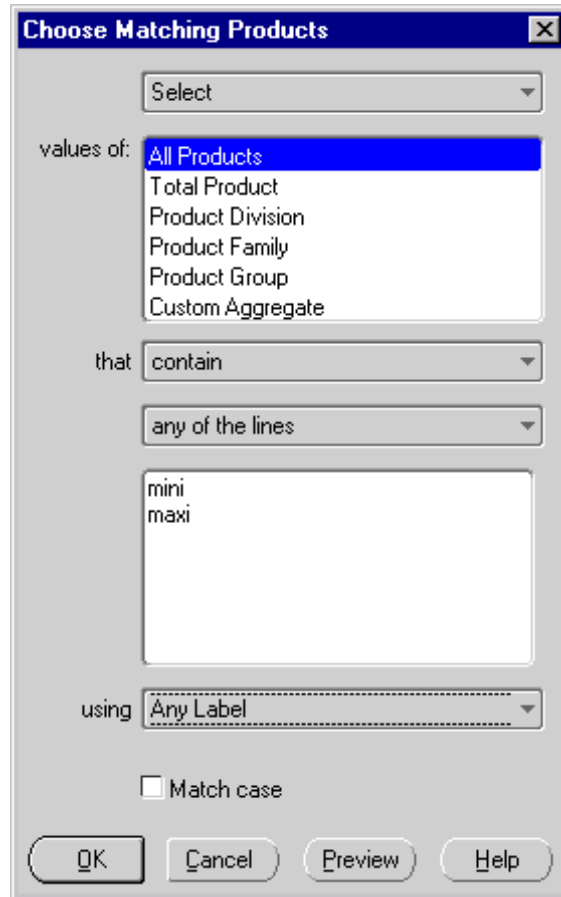 Choose Matching Products
Select
values of:
All Products
Total Product
Product Division
Product Family
Product Group
Custom Aggregate
that contain
any of the lines
mini
maxi
using Any Label
Match case
OK Cancel Preview Help